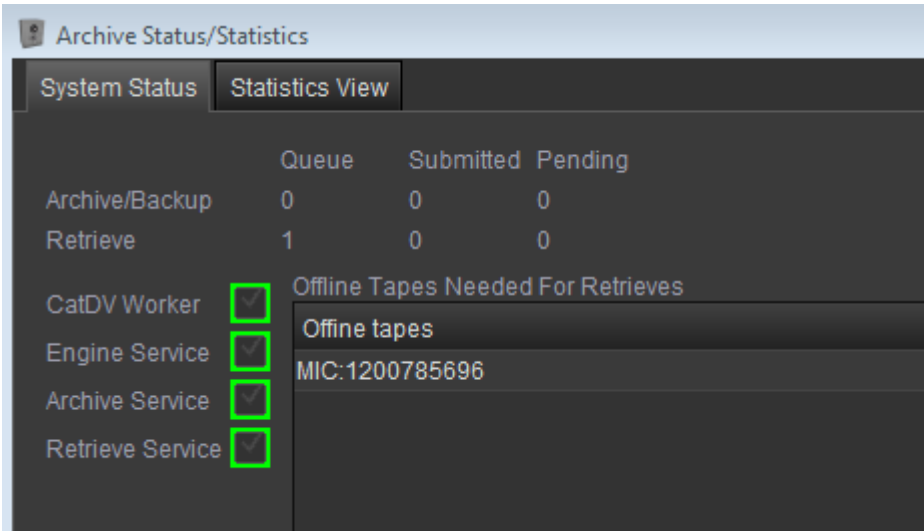 Archive Status/Statistics
System Status Statistics View
Queue Submitted Pending
Archive/Backup 0 0 0
Retrieve 1 0 0
Offline Tapes Needed For Retrieves
CatDV Worker
Offine tapes
Engine Service
MIC:1200785696
Archive Service
Retrieve Service